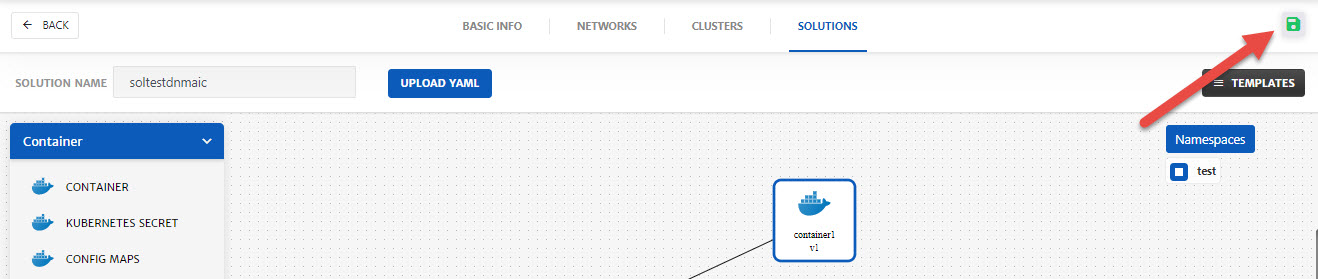 BACK
BASIC INFO
NETWORKS
CLUSTERS
SOLUTIONS
SOLUTION NAME
soltestdnmaic
UPLOAD YAML
TEMPLATES
Container
CONTAINER
KUBERNETES SECRET
CONFIG MAPS
container1
v1
Namespaces
test